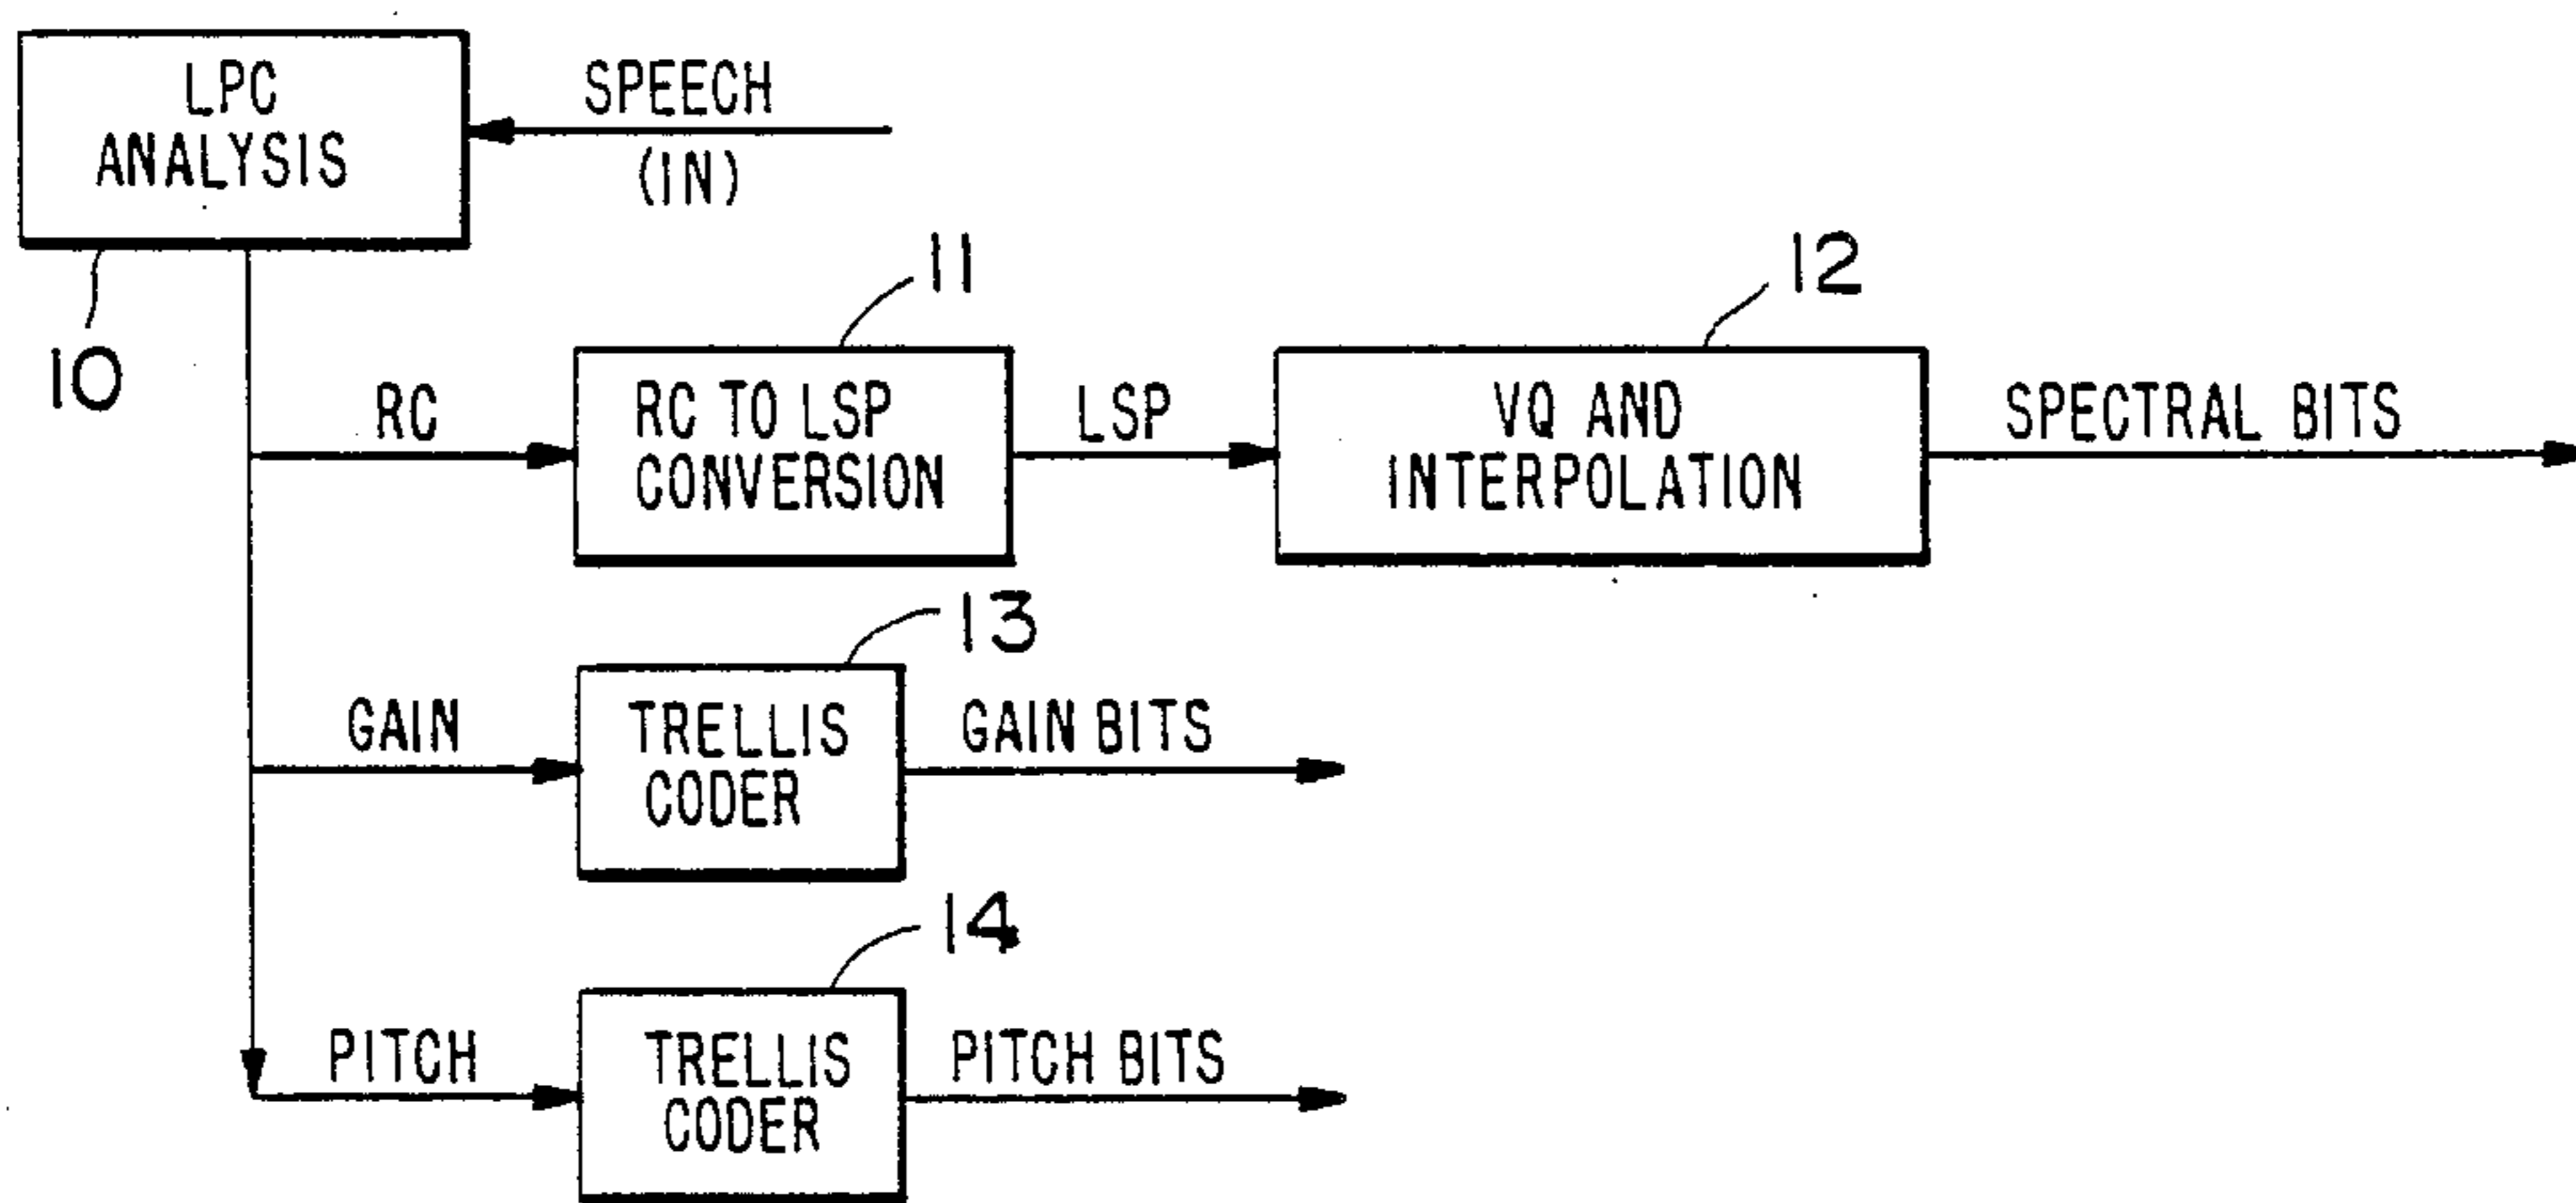 LPC
ANALYSIS
SPEECH
(IN)
10
11
12
RC
RC TO LSP
CONVERSION
LSP
VQ AND
INTERPOLATION
SPECTRAL BITS
13
GAIN
TRELLIS
CODER
GAIN BITS
14
PITCH
TRELLIS
CODER
PITCH BITS